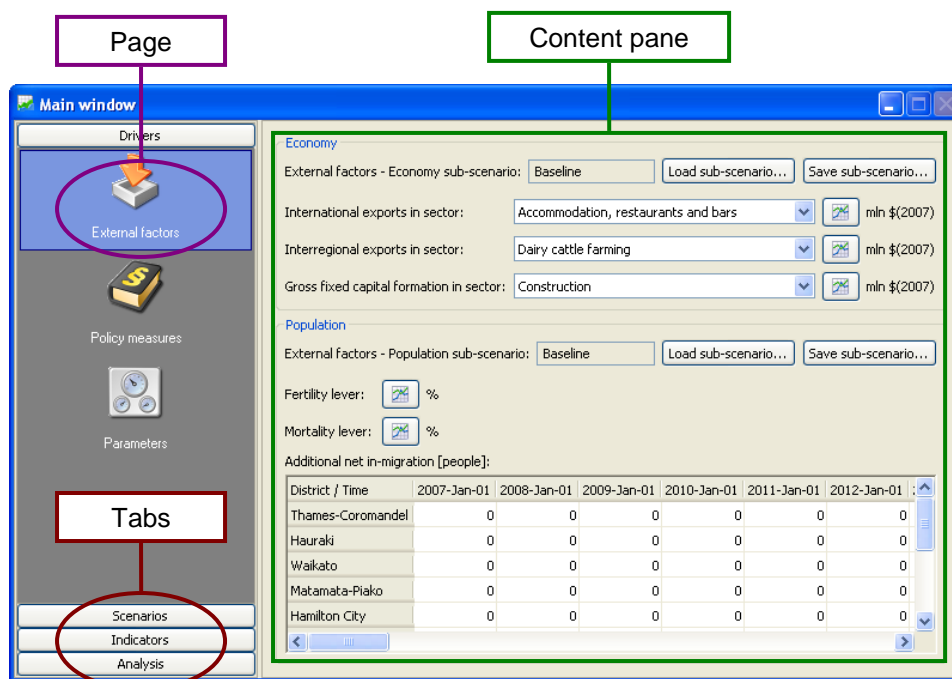 Page
Content pane
Main window
Drivers
External factors
Policy measures
Parameters
Tabs
Scenarios
Indicators
Analysis
Economy
External factors - Economy sub-scenario: Baseline Load sub-scenario... Save sub-scenario...
International exports in sector: Accommodation, restaurants and bars mln $(2007)
Interregional exports in sector: Dairy cattle farming mln $(2007)
Gross fixed capital formation in sector: Construction mln $(2007)
Population
External factors - Population sub-scenario: Baseline Load sub-scenario... Save sub-scenario...
Fertility lever: %
Mortality lever: %
Additional net in-migration [people]:
District / Time 2007-Jan-01 2008-Jan-01 2009-Jan-01 2010-Jan-01 2011-Jan-01 2012-Jan-01
Thames-Coromandel 0 0 0 0 0 0
Hauraki 0 0 0 0 0 0
Waikato 0 0 0 0 0 0
Matamata-Piako 0 0 0 0 0 0
Hamilton City 0 0 0 0 0 0